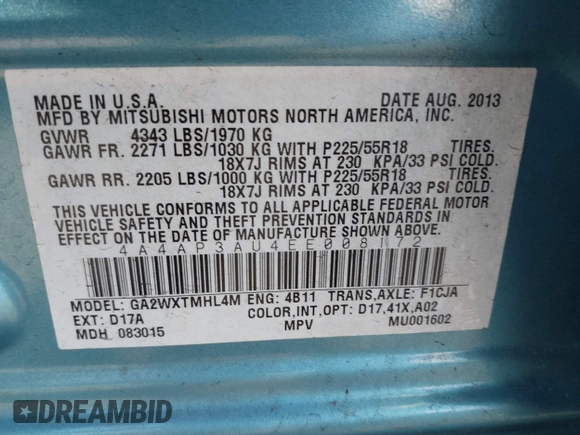 MADE IN U.S.A. DATE AUG. 2013
MFD BY MITSUBISHI MOTORS NORTH AMERICA, INC.
GVWR 4343 LBS/1970 KG
GAWR FR. 2271 LBS/1030 KG WITH P225/55R18 TIRES.
18X7J RIMS AT 230 KPA/33 PSI COLD.
GAWR RR. 2205 LBS/1000 KG WITH P225/55R18 TIRES.
18X7J RIMS AT 230 KPA/33 PSI COLD.
THIS VEHICLE CONFORMS TO ALL APPLICABLE FEDERAL MOTOR
VEHICLE SAFETY AND THEFT PREVENTION STANDARDS IN
EFFECT ON THE DATE OF MANUFACTURE SHOWN ABOVE.
4A4AP3AU4EE008172
MODEL: GA2WXTMHL4M ENG: 4B11 TRANS,AXLE: F1CJA
EXT: D17A COLOR,INT,OPT: D17,41X,A02
MDH 083015 MPV MU001602
DREAMBID